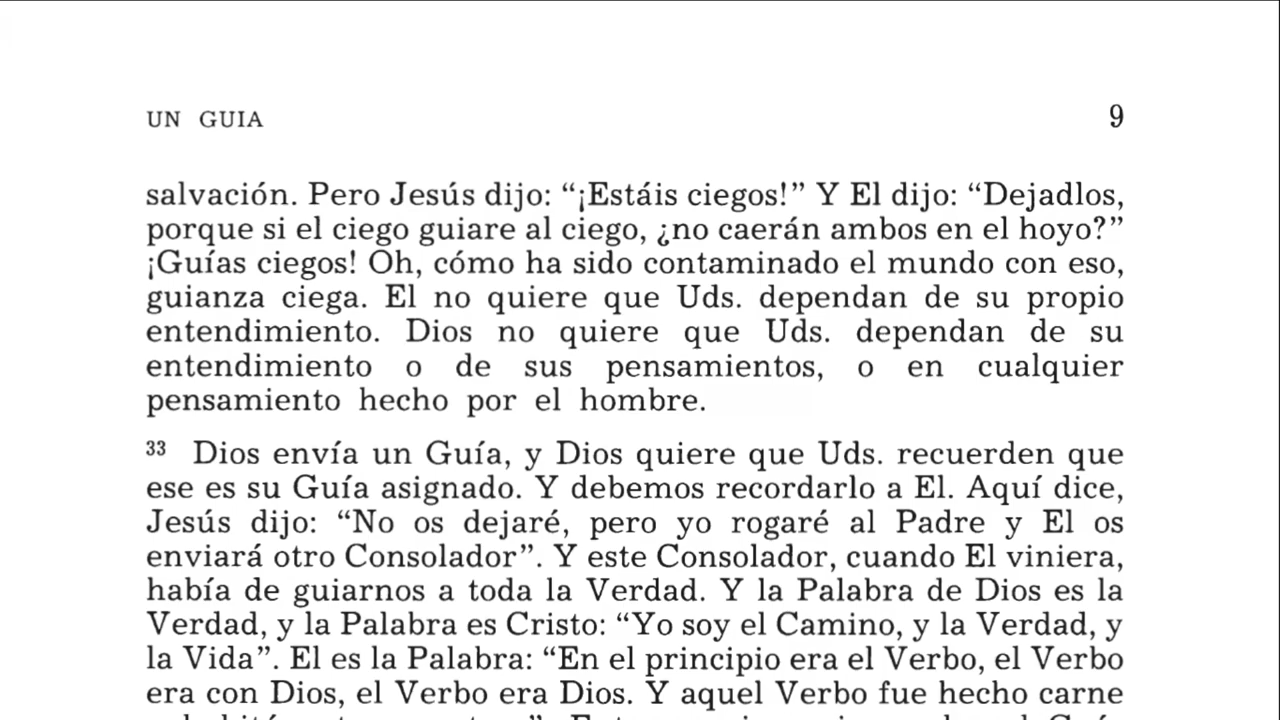 UN GUIA 9
salvación. Pero Jesús dijo: “¡Estáis ciegos!” Y El dijo: “Dejadlos,
porque si el ciego guiare al ciego, ¿no caerán ambos en el hoyo?”
¡Guías ciegos! Oh, cómo ha sido contaminado el mundo con eso,
guianza ciega. El no quiere que Uds. dependan de su propio
entendimiento. Dios no quiere que Uds. dependan de su
entendimiento o de sus pensamientos, o en cualquier
pensamiento hecho por el hombre.
33 Dios envía un Guía, y Dios quiere que Uds. recuerden que
ese es su Guía asignado. Y debemos recordarlo a El. Aquí dice,
Jesús dijo: “No os dejaré, pero yo rogaré al Padre y El os
enviará otro Consolador”. Y este Consolador, cuando El viniera,
había de guiarnos a toda la Verdad. Y la Palabra de Dios es la
Verdad, y la Palabra es Cristo: “Yo soy el Camino, y la Verdad, y
la Vida”. El es la Palabra: “En el principio era el Verbo, el Verbo
era con Dios, el Verbo era Dios. Y aquel Verbo fue hecho carne